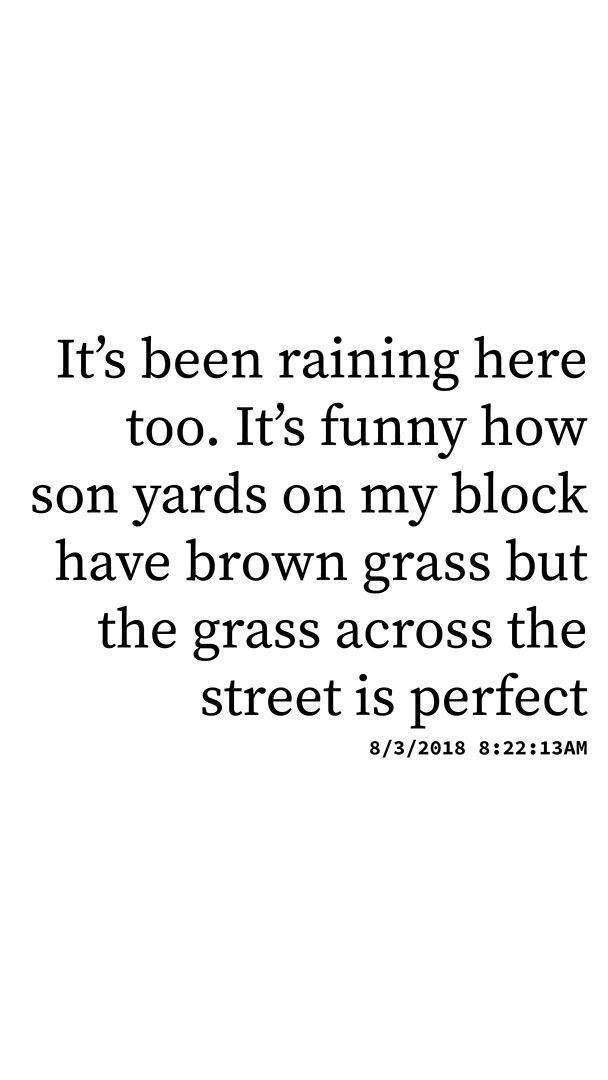 It’s been raining here
too. It’s funny how
son yards on my block
have brown grass but
the grass across the
street is perfect
8/3/2018 8:22:13AM